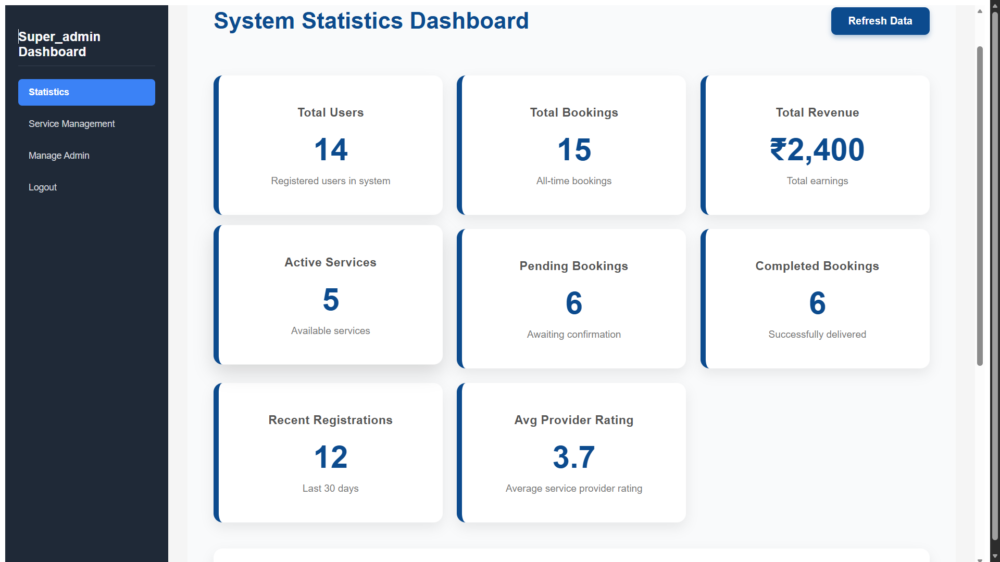 Super_admin
Dashboard
Statistics
Service Management
Manage Admin
Logout
System Statistics Dashboard
Refresh Data
Total Users
14
Registered users in system
Total Bookings
15
All-time bookings
Total Revenue
₹2,400
Total earnings
Active Services
5
Available services
Pending Bookings
6
Awaiting confirmation
Completed Bookings
6
Successfully delivered
Recent Registrations
12
Last 30 days
Avg Provider Rating
3.7
Average service provider rating